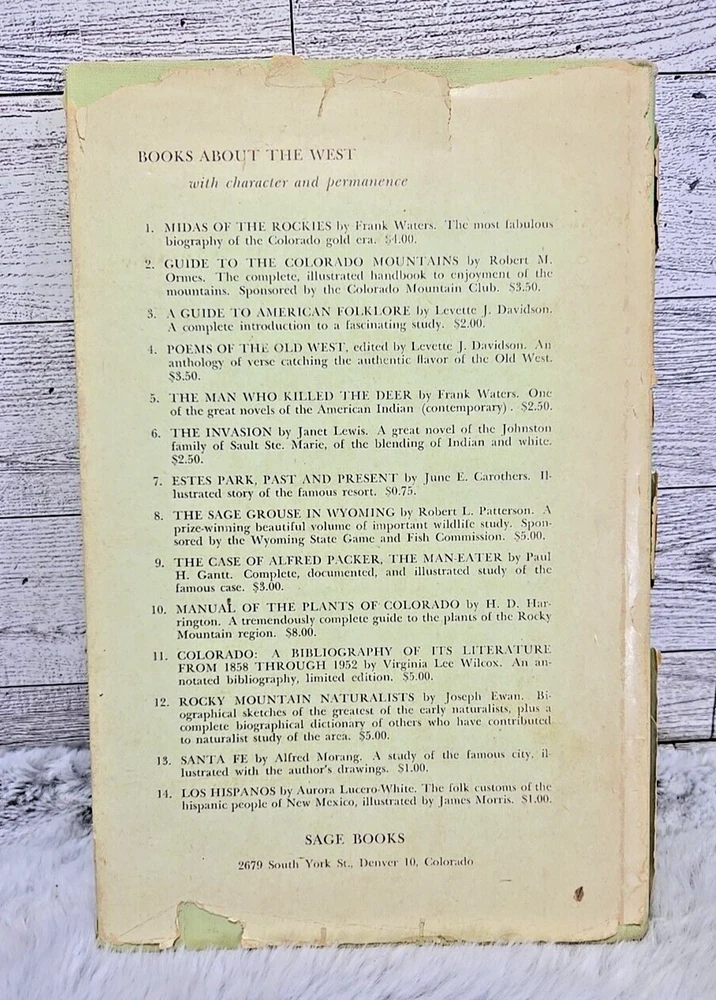 BOOKS ABOUT THE WEST
with character and permanence
1. MIDAS OF THE ROCKIES by Frank Waters. The most fabulous
biography of the Colorado gold era. $4.00.
2. GUIDE TO THE COLORADO MOUNTAINS by Robert M.
Ormes. The complete, illustrated handbook to enjoyment of the
mountains. Sponsored by the Colorado Mountain Club. $3.50.
3. A GUIDE TO AMERICAN FOLKLORE by Levette J. Davidson.
A complete introduction to a fascinating study. $2.00.
4. POEMS OF THE OLD WEST, edited by Levette J. Davidson. An
anthology of verse catching the authentic flavor of the Old West.
$3.50.
5. THE MAN WHO KILLED THE DEER by Frank Waters. One
of the great novels of the American Indian (contemporary). $2.50.
6. THE INVASION by Janet Lewis. A great novel of the Johnston
family of Sault Ste. Marie, of the blending of Indian and white.
$2.50.
7. ESTES PARK, PAST AND PRESENT by June E. Carothers. Il-
lustrated story of the famous resort. $0.75.
8. THE SAGE GROUSE IN WYOMING by Robert L. Patterson. A
prize-winning beautiful volume of important wildlife study. Spon-
sored by the Wyoming State Game and Fish Commission. $5.00.
9. THE CASE OF ALFRED PACKER, THE MAN-EATER by Paul
H. Gantt. Complete, documented, and illustrated study of the
famous case. $3.00.
10. MANUAL OF THE PLANTS OF COLORADO by H. D. Har-
rington. A tremendously complete guide to the plants of the Rocky
Mountain region. $8.00.
11. COLORADO: A BIBLIOGRAPHY OF ITS LITERATURE
FROM 1858 THROUGH 1952 by Virginia Lee Wilcox. An an-
notated bibliography, limited edition. $5.00.
12. ROCKY MOUNTAIN NATURALISTS by Joseph Ewan. Bi-
ographical sketches of the greatest of the early naturalists, plus a
complete biographical dictionary of others who have contributed
to naturalist study of the area. $5.00.
13. SANTA FE by Alfred Morang. A study of the famous city, il-
lustrated with the author's drawings. $1.00.
14. LOS HISPANOS by Aurora Lucero-White. The folk customs of the
hispanic people of New Mexico, illustrated by James Morris. $1.00.
SAGE BOOKS
2679 South York St., Denver 10, Colorado